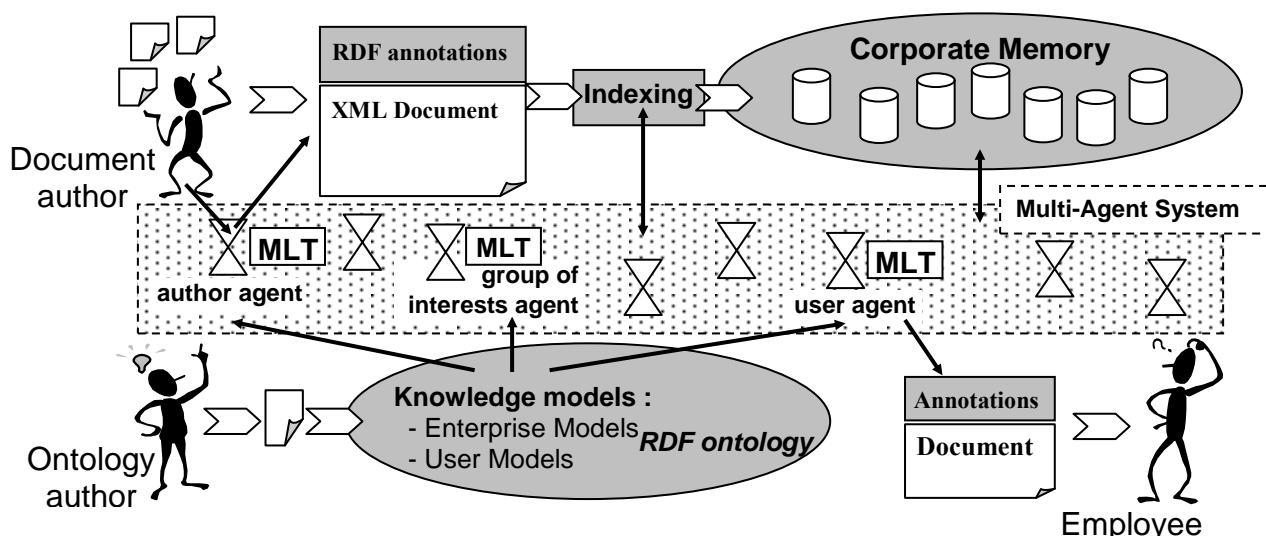 RDF annotations
XML Document
Indexing
Corporate Memory
Document
author
Multi-Agent System
MLT
author agent
MLT
group of
interests agent
MLT
user agent
Ontology
author
Knowledge models :
- Enterprise Models
- User Models
RDF ontology
Annotations
Document
Employee